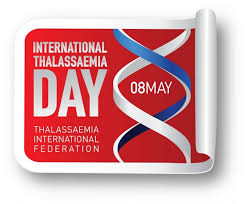 INTERNATIONAL
THALASSAEMIA
DAY
08MAY
THALASSAEMIA
INTERNATIONAL
FEDERATION